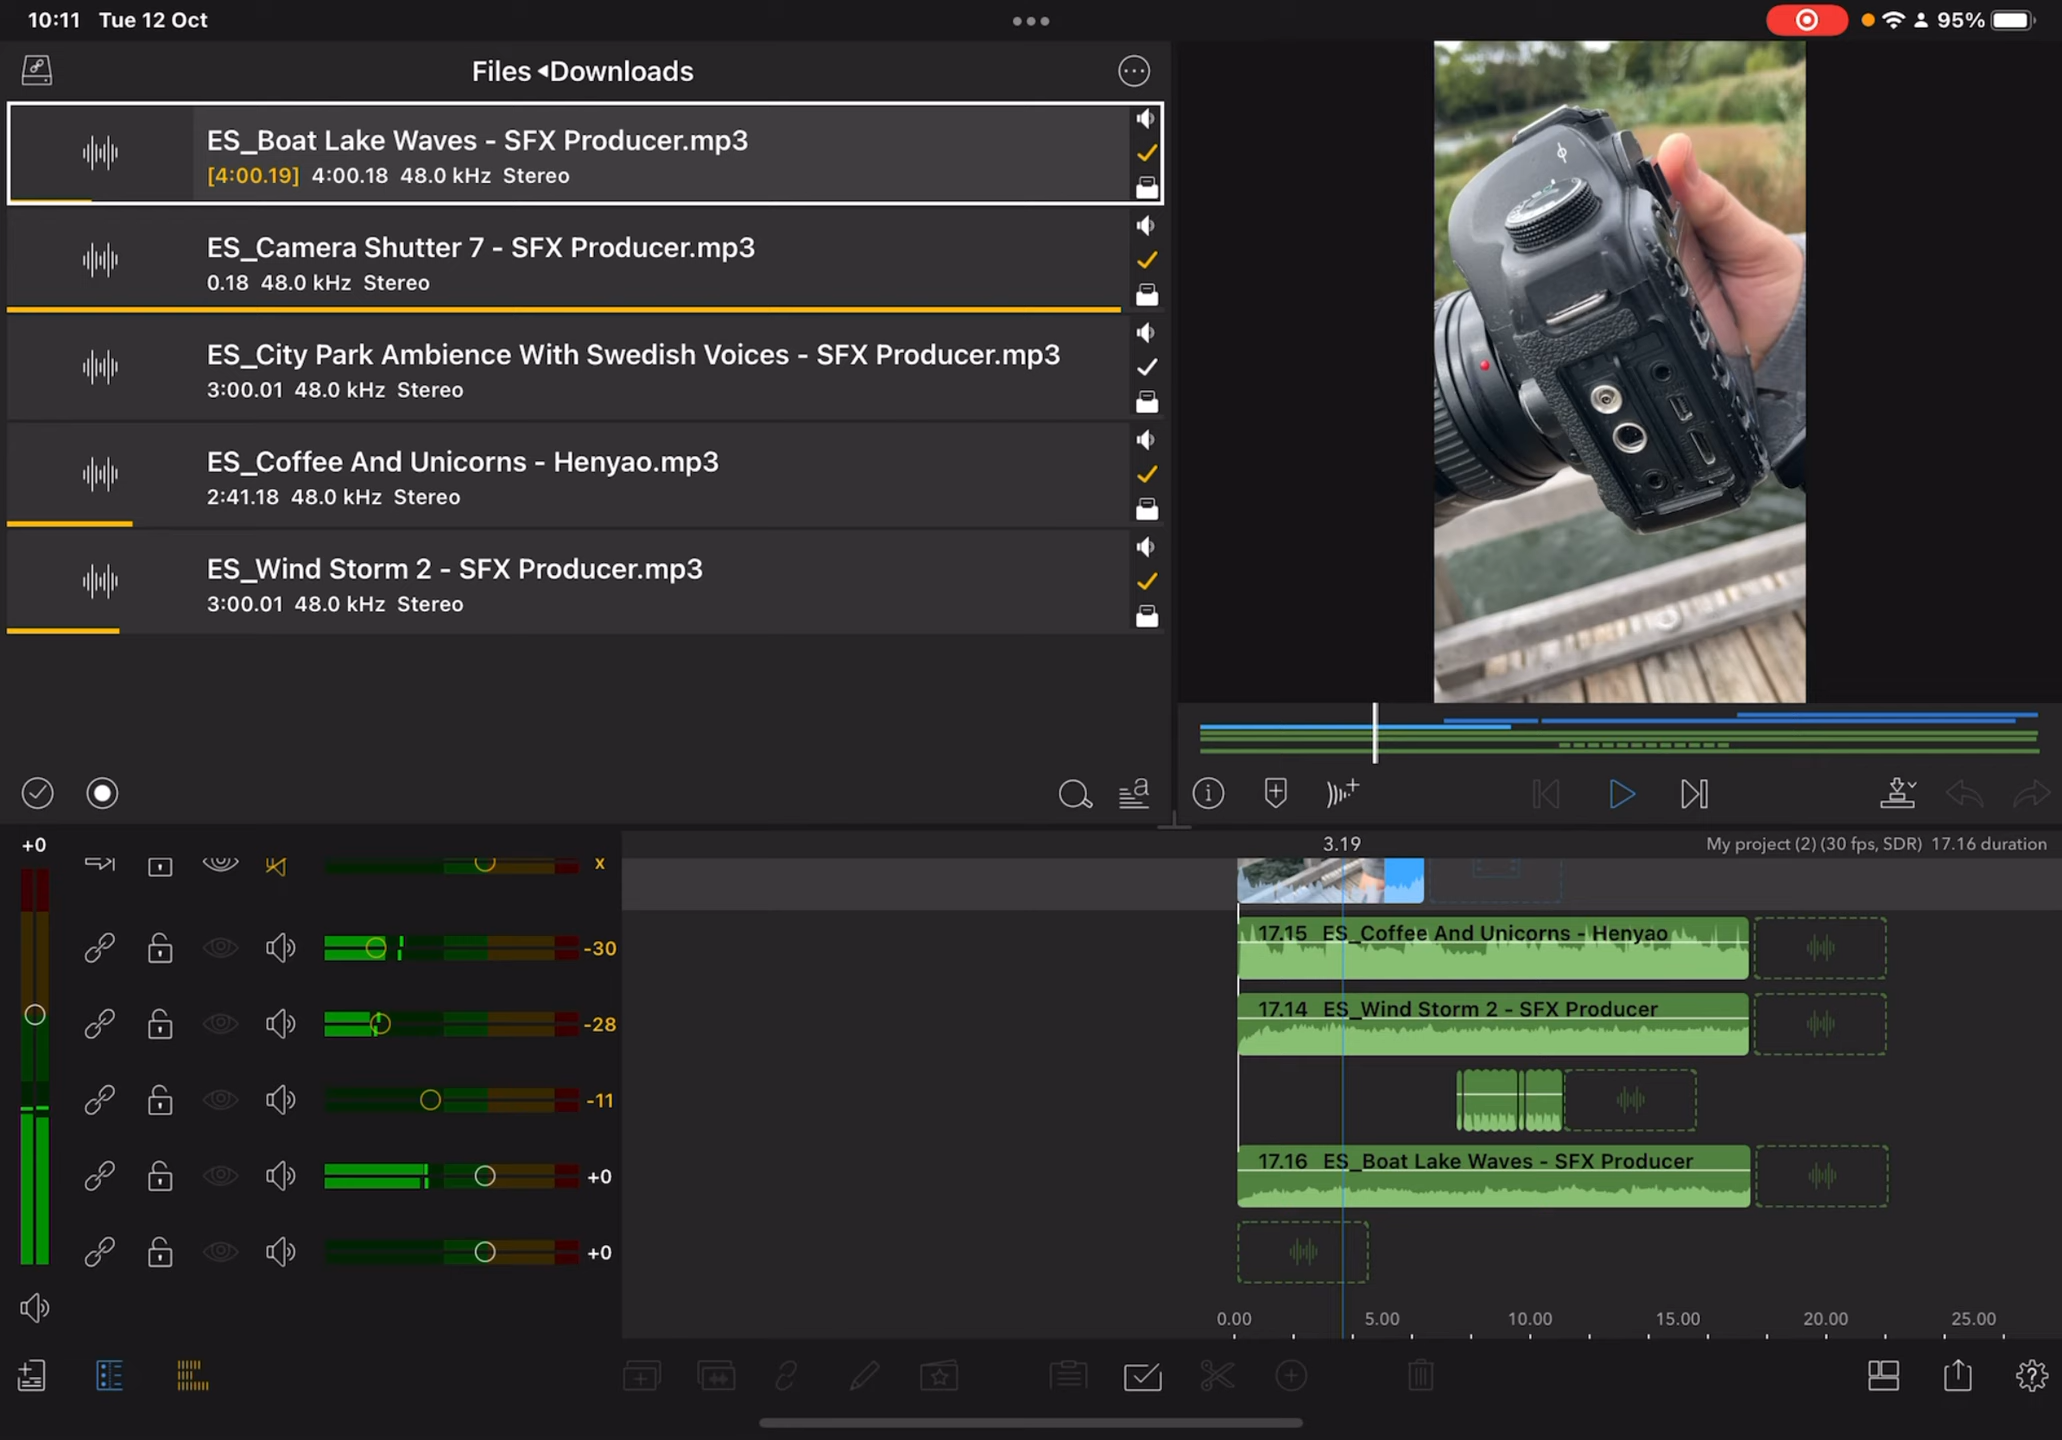 10:11 Tue 12 Oct
95%
Files ◂Downloads
ES_Boat Lake Waves - SFX Producer.mp3
[4:00.19] 4:00.18 48.0 kHz Stereo
ES_Camera Shutter 7 - SFX Producer.mp3
0.18 48.0 kHz Stereo
ES_City Park Ambience With Swedish Voices - SFX Producer.mp3
3:00.01 48.0 kHz Stereo
ES_Coffee And Unicorns - Henyao.mp3
2:41.18 48.0 kHz Stereo
ES_Wind Storm 2 - SFX Producer.mp3
3:00.01 48.0 kHz Stereo
a
+0
3.19
My project (2) (30 fps, SDR) 17.16 duration
x
-30
17.15 ES_Coffee And Unicorns - Henyao
-28
17.14 ES_Wind Storm 2 - SFX Producer
-11
+0
17.16 ES_Boat Lake Waves - SFX Producer
+0
0.00 5.00 10.00 15.00 20.00 25.00